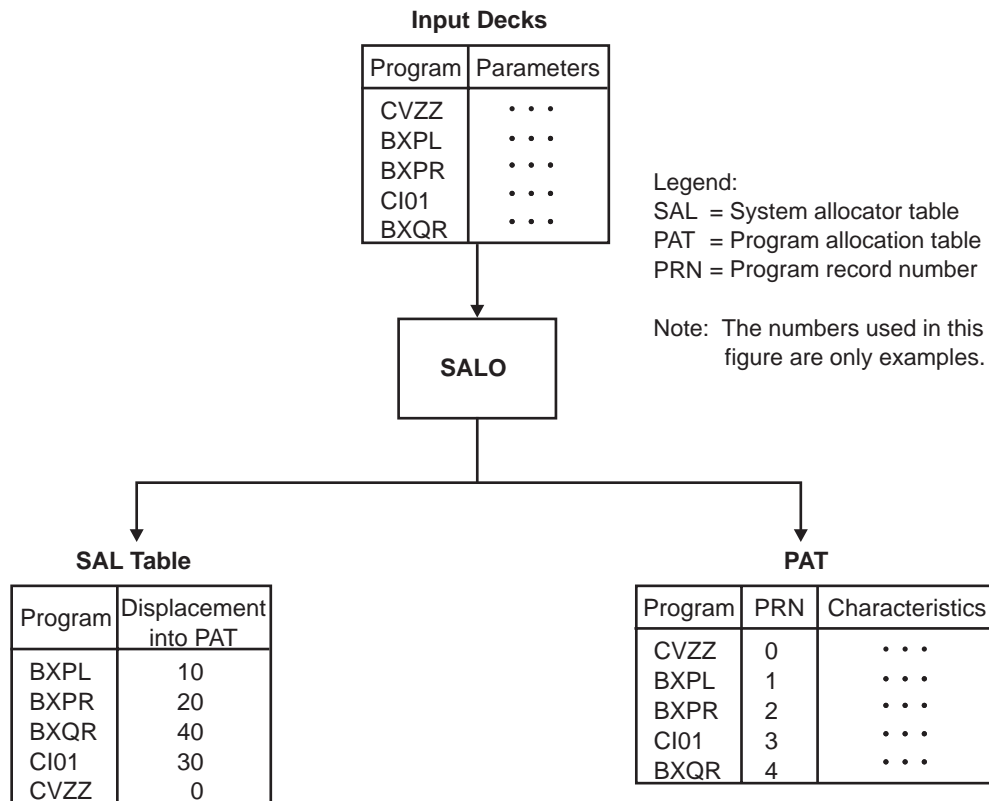 Input Decks
Program Parameters
CVZZ . . .
BXPL . . .
BXPR . . .
CI01 . . .
BXQR . . .
Legend:
SAL = System allocator table
PAT = Program allocation table
PRN = Program record number
Note: The numbers used in this
figure are only examples.
SALO
SAL Table
Program Displacement
into PAT
BXPL 10
BXPR 20
BXQR 40
CI01 30
CVZZ 0
PAT
Program PRN Characteristics
CVZZ 0 . . .
BXPL 1 . . .
BXPR 2 . . .
CI01 3 . . .
BXQR 4 . . .